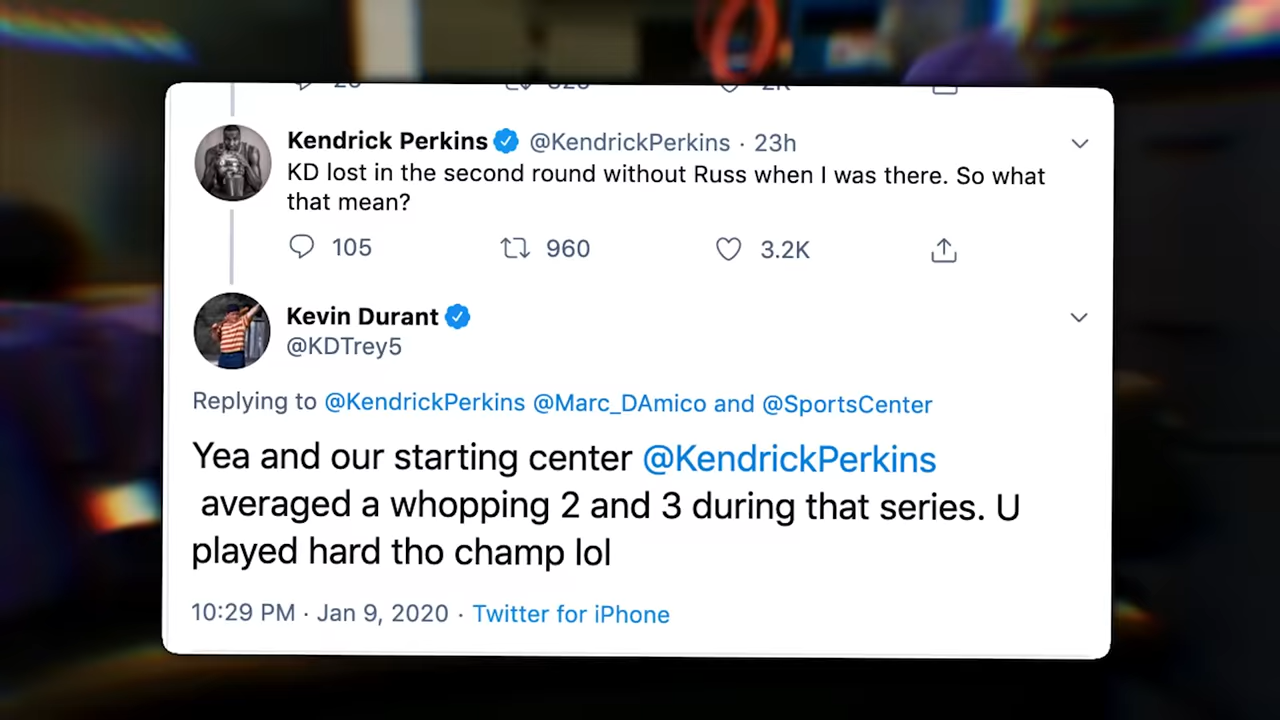 Kendrick Perkins @KendrickPerkins · 23h
KD lost in the second round without Russ when I was there. So what
that mean?
105 960 3.2K
Kevin Durant
@KDTrey5
Replying to @KendrickPerkins @Marc_DAmico and @SportsCenter
Yea and our starting center @KendrickPerkins
averaged a whopping 2 and 3 during that series. U
played hard tho champ lol
10:29 PM · Jan 9, 2020 · Twitter for iPhone